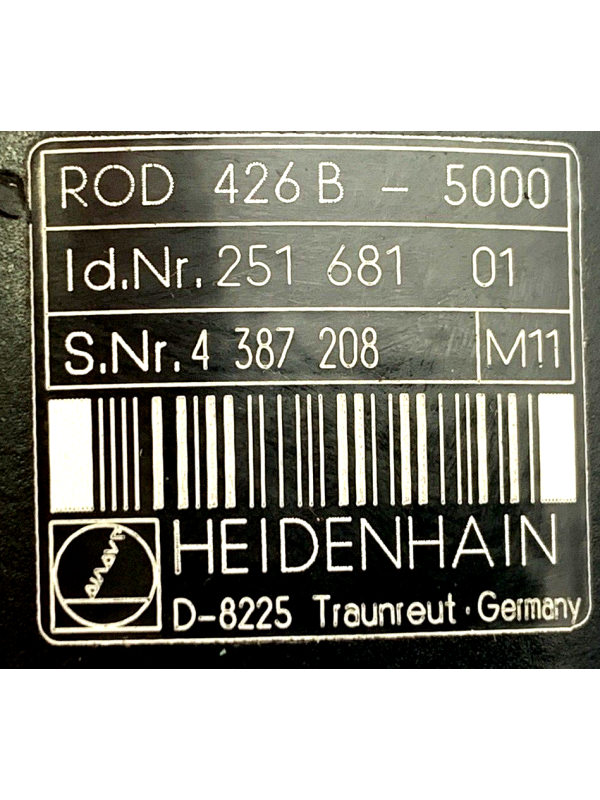 ROD 426 B - 5000
Id.Nr. 251 681 01
S.Nr. 4 387 208 M11
HEIDENHAIN
D-8225 Traunreut · Germany